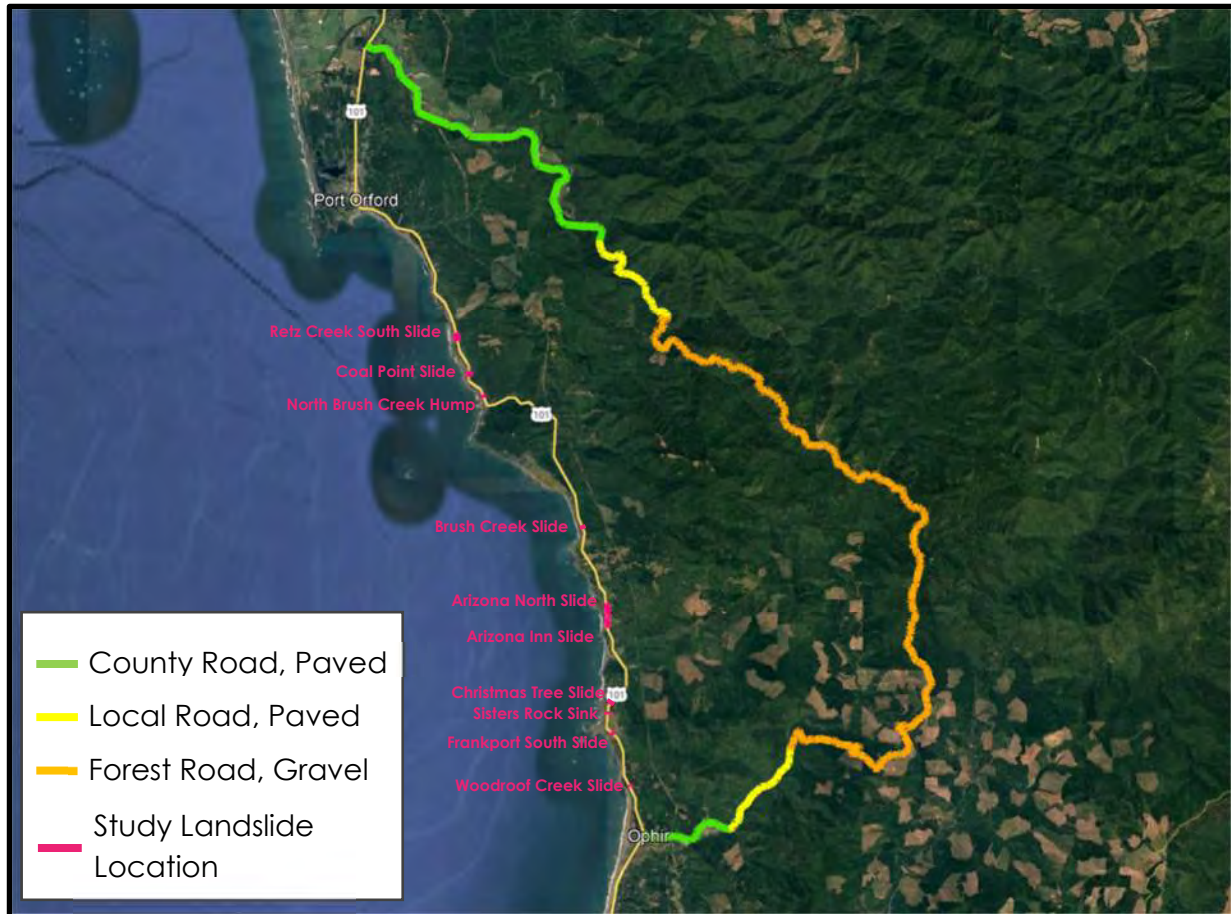 101
Port Orford
Retz Creek South Slide
Coal Point Slide
North Brush Creek Hump
101
Brush Creek Slide
Arizona North Slide
Arizona Inn Slide
Christmas Tree Slide
101
Sisters Rock Sink
Frankport South Slide
Woodroof Creek Slide
Ophir
County Road, Paved
Local Road, Paved
Forest Road, Gravel
Study Landslide
Location